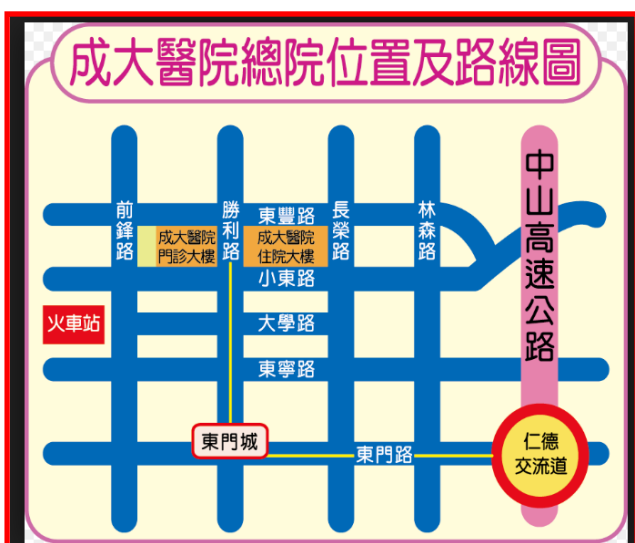 成大醫院總院位置及路線圖
中山高速公路
前鋒路
勝利路
長榮路
林森路
東豐路
成大醫院
門診大樓
成大醫院
住院大樓
小東路
火車站
大學路
東寧路
東門城
東門路
仁德
交流道